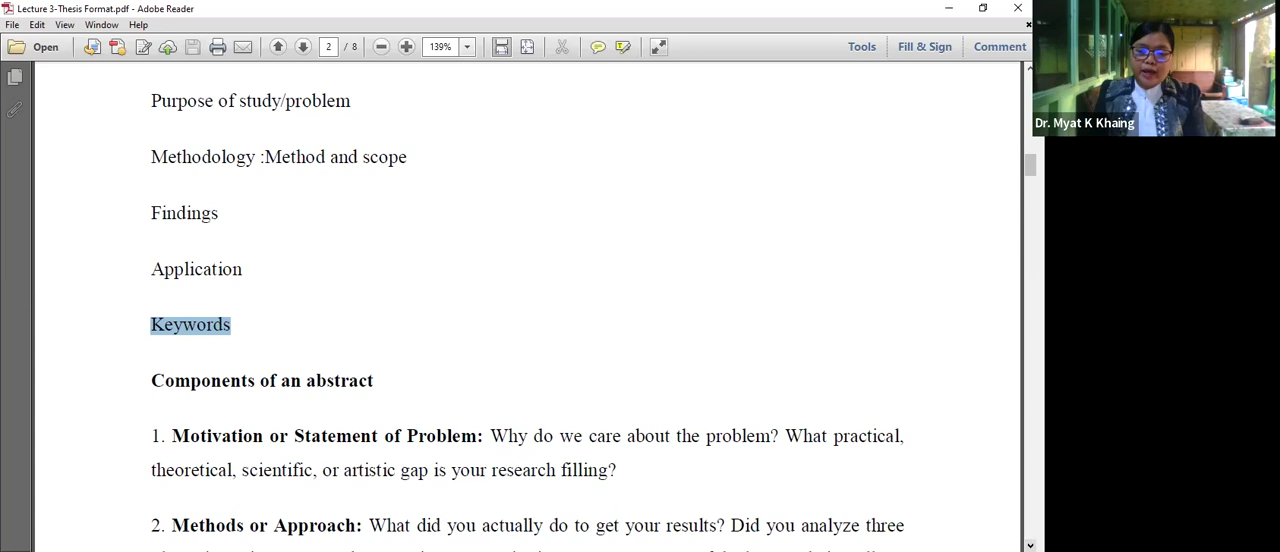 Lecture 3-Thesis Format.pdf - Adobe Reader
File Edit View Window Help
Open 2 / 8 139% Tools Fill & Sign Comment
Dr. Myat K Khaing
Purpose of study/problem
Methodology :Method and scope
Findings
Application
Keywords
Components of an abstract
1. Motivation or Statement of Problem: Why do we care about the problem? What practical,
theoretical, scientific, or artistic gap is your research filling?
2. Methods or Approach: What did you actually do to get your results? Did you analyze three